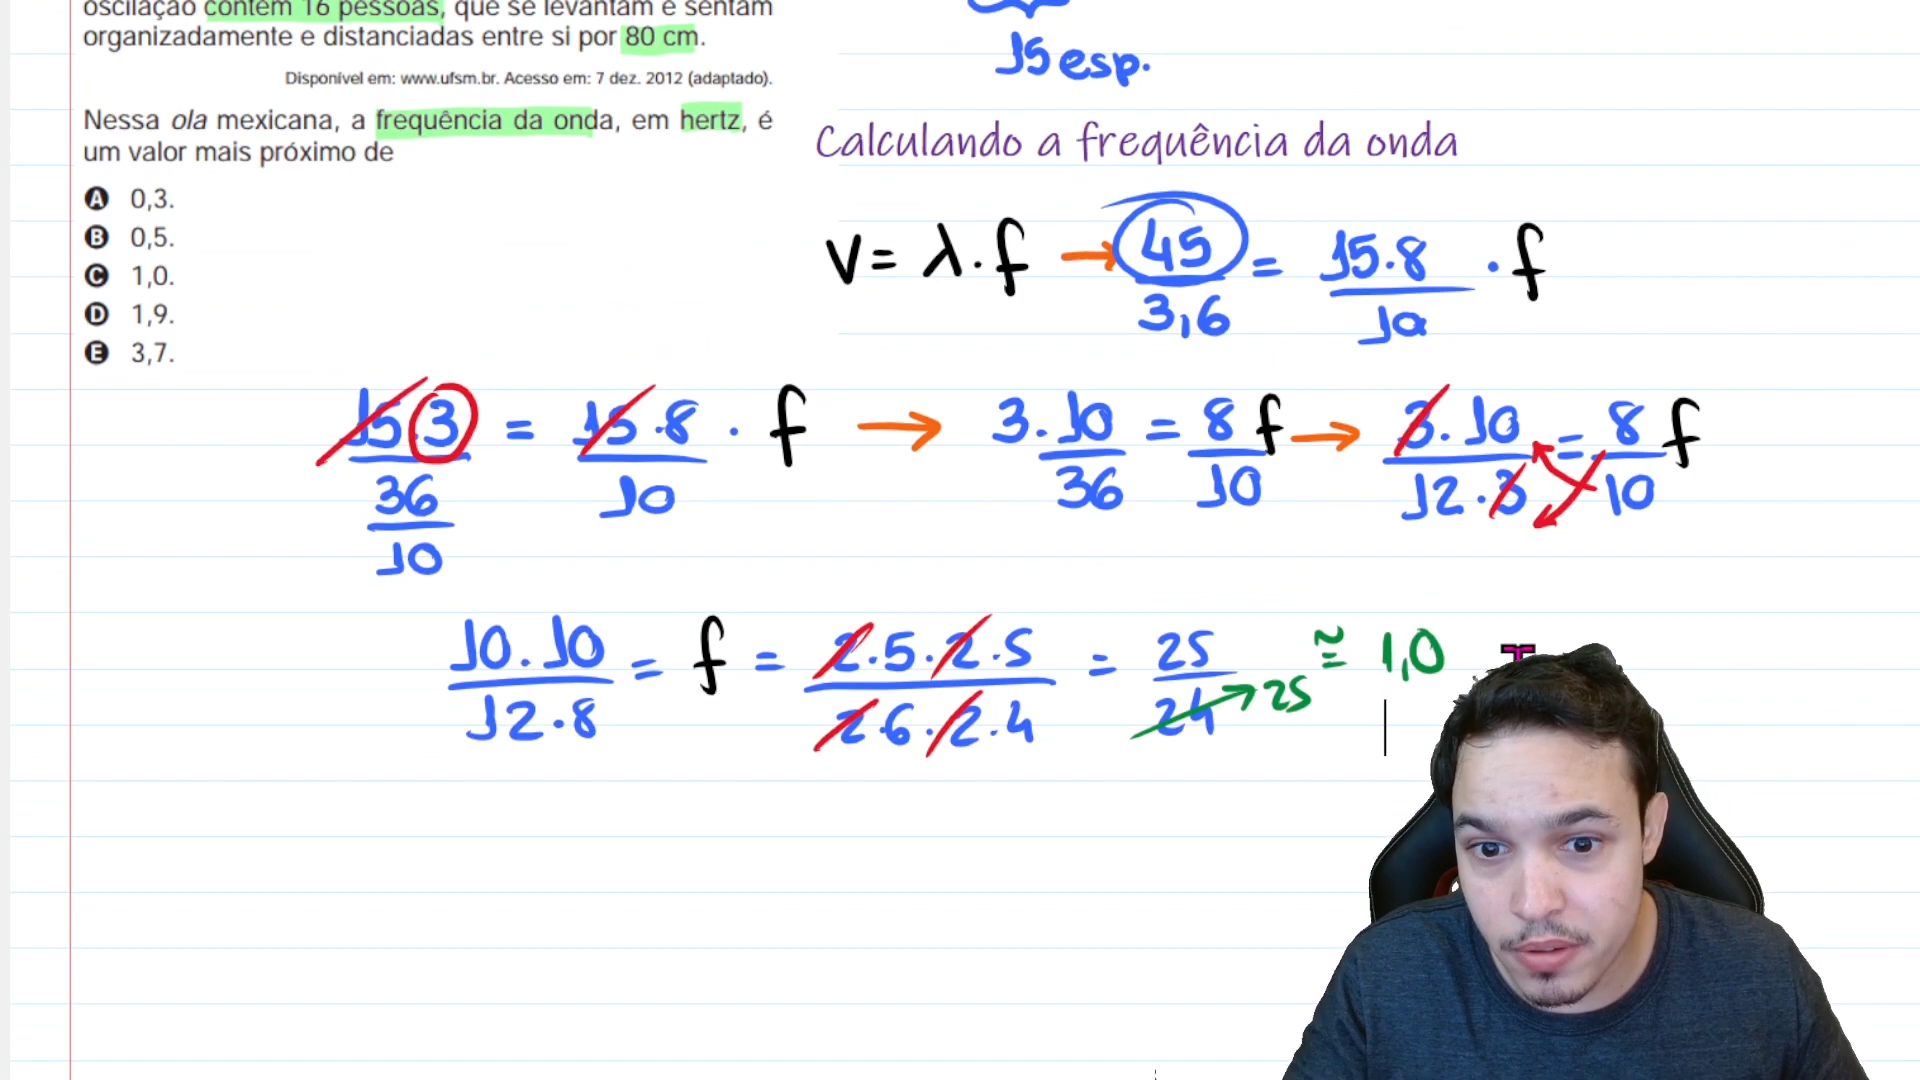 oscilação contém 16 pessoas, que se levantam e sentam
organizadamente e distanciadas entre si por 80 cm.
Disponível em: www.ufsm.br. Acesso em: 7 dez. 2012 (adaptado).
Nessa ola mexicana, a frequência da onda, em hertz, é
um valor mais próximo de
A 0,3.
B 0,5.
C 1,0.
D 1,9.
E 3,7.
15 esp.
Calculando a frequência da onda
V = λ . f → 45/3,6 = 15.8/10 . f
15.3/36/10 = 15.8/10 . f → 3.10/36 = 8/10 f → 3.10/12.3 = 8/10 f
10.10/12.8 = f = 2.5.2.5/2.6.2.4 = 25/24 → 25 ≅ 1,0